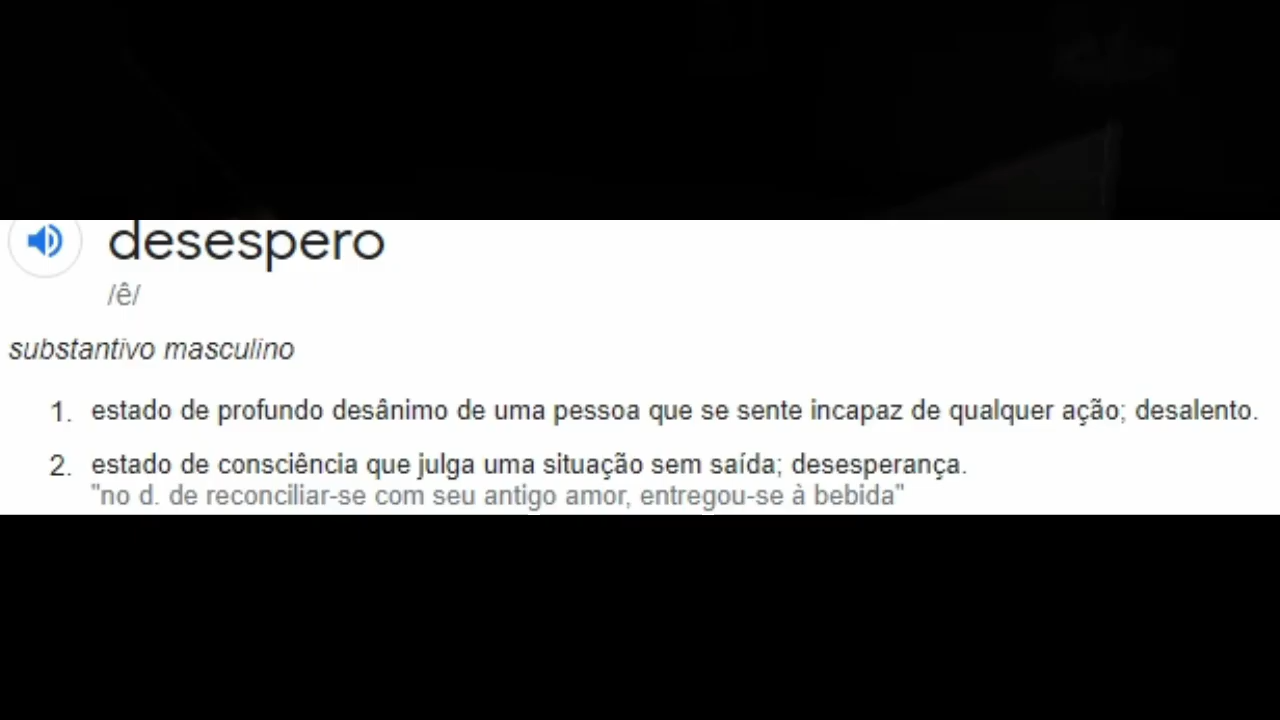 desespero
/ê/
substantivo masculino
1. estado de profundo desânimo de uma pessoa que se sente incapaz de qualquer ação; desalento.
2. estado de consciência que julga uma situação sem saída; desesperança.
"no d. de reconciliar-se com seu antigo amor, entregou-se à bebida"